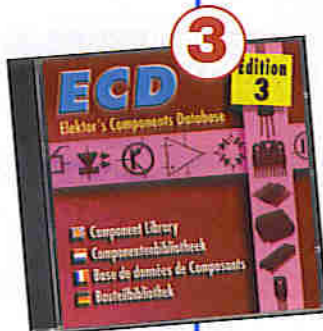 3
ECD
Edition
3
Elektor's Components Database
Component Library
Componentenbibliotheek
Base de données de Composants
Bauteilbibliothek